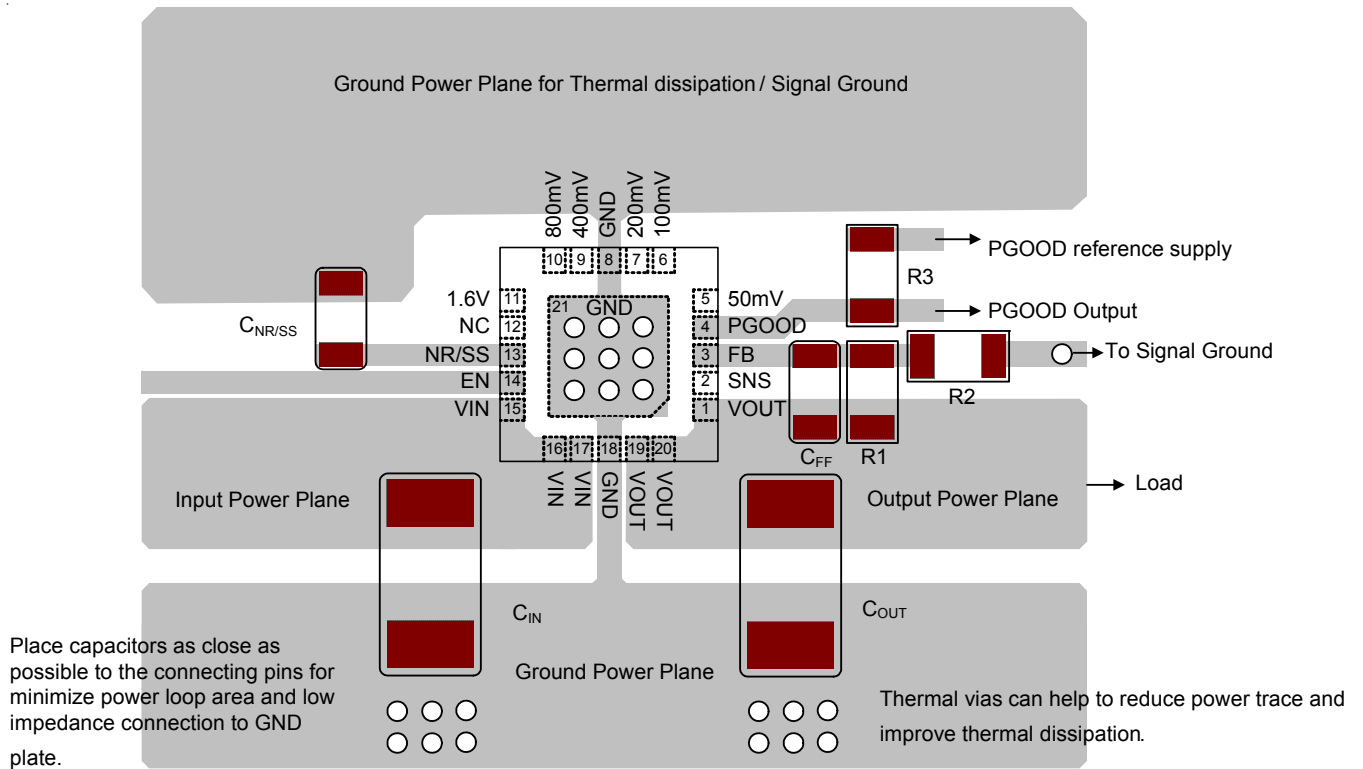 Ground Power Plane for Thermal dissipation / Signal Ground
800mV
400mV
GND
200mV
100mV
10 9 8 7 6
PGOOD reference supply
R3
PGOOD Output
To Signal Ground
R2
C_NR/SS
1.6V 11
NC 12
NR/SS 13
EN 14
VIN 15
21 GND
5 50mV
4 PGOOD
3 FB
2 SNS
1 VOUT
C_FF R1
16 17 18 19 20
VIN
VIN
GND
VOUT
VOUT
Input Power Plane
Output Power Plane
Load
C_IN
C_OUT
Ground Power Plane
Place capacitors as close as
possible to the connecting pins for
minimize power loop area and low
impedance connection to GND
plate.
Thermal vias can help to reduce power trace and
improve thermal dissipation.